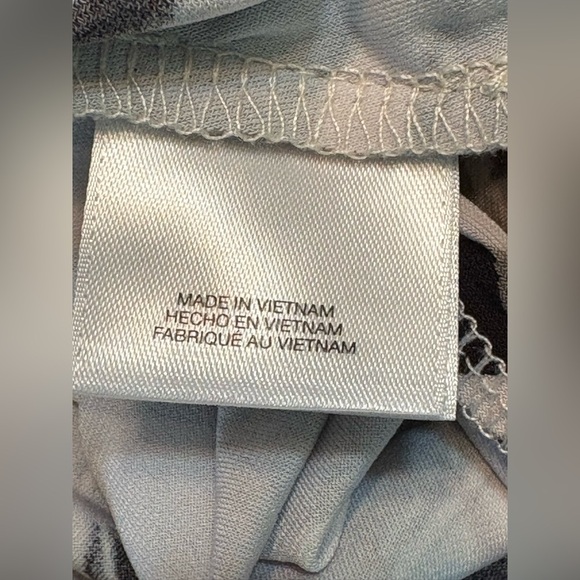 MADE IN VIETNAM
HECHO EN VIETNAM
FABRIQUÉ AU VIETNAM